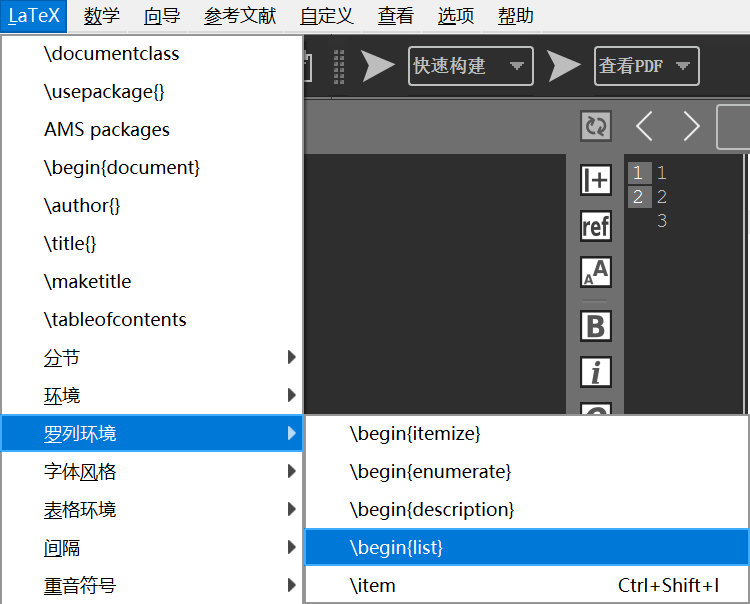 LaTeX 数学 向导 参考文献 自定义 查看 选项 帮助
\documentclass
\usepackage{}
AMS packages
\begin{document}
\author{}
\title{}
\maketitle
\tableofcontents
分节
环境
罗列环境
字体风格
表格环境
间隔
重音符号
快速构建 查看PDF
1 1
2 2
3
ref
AA
B
i
\begin{itemize}
\begin{enumerate}
\begin{description}
\begin{list}
\item Ctrl+Shift+I